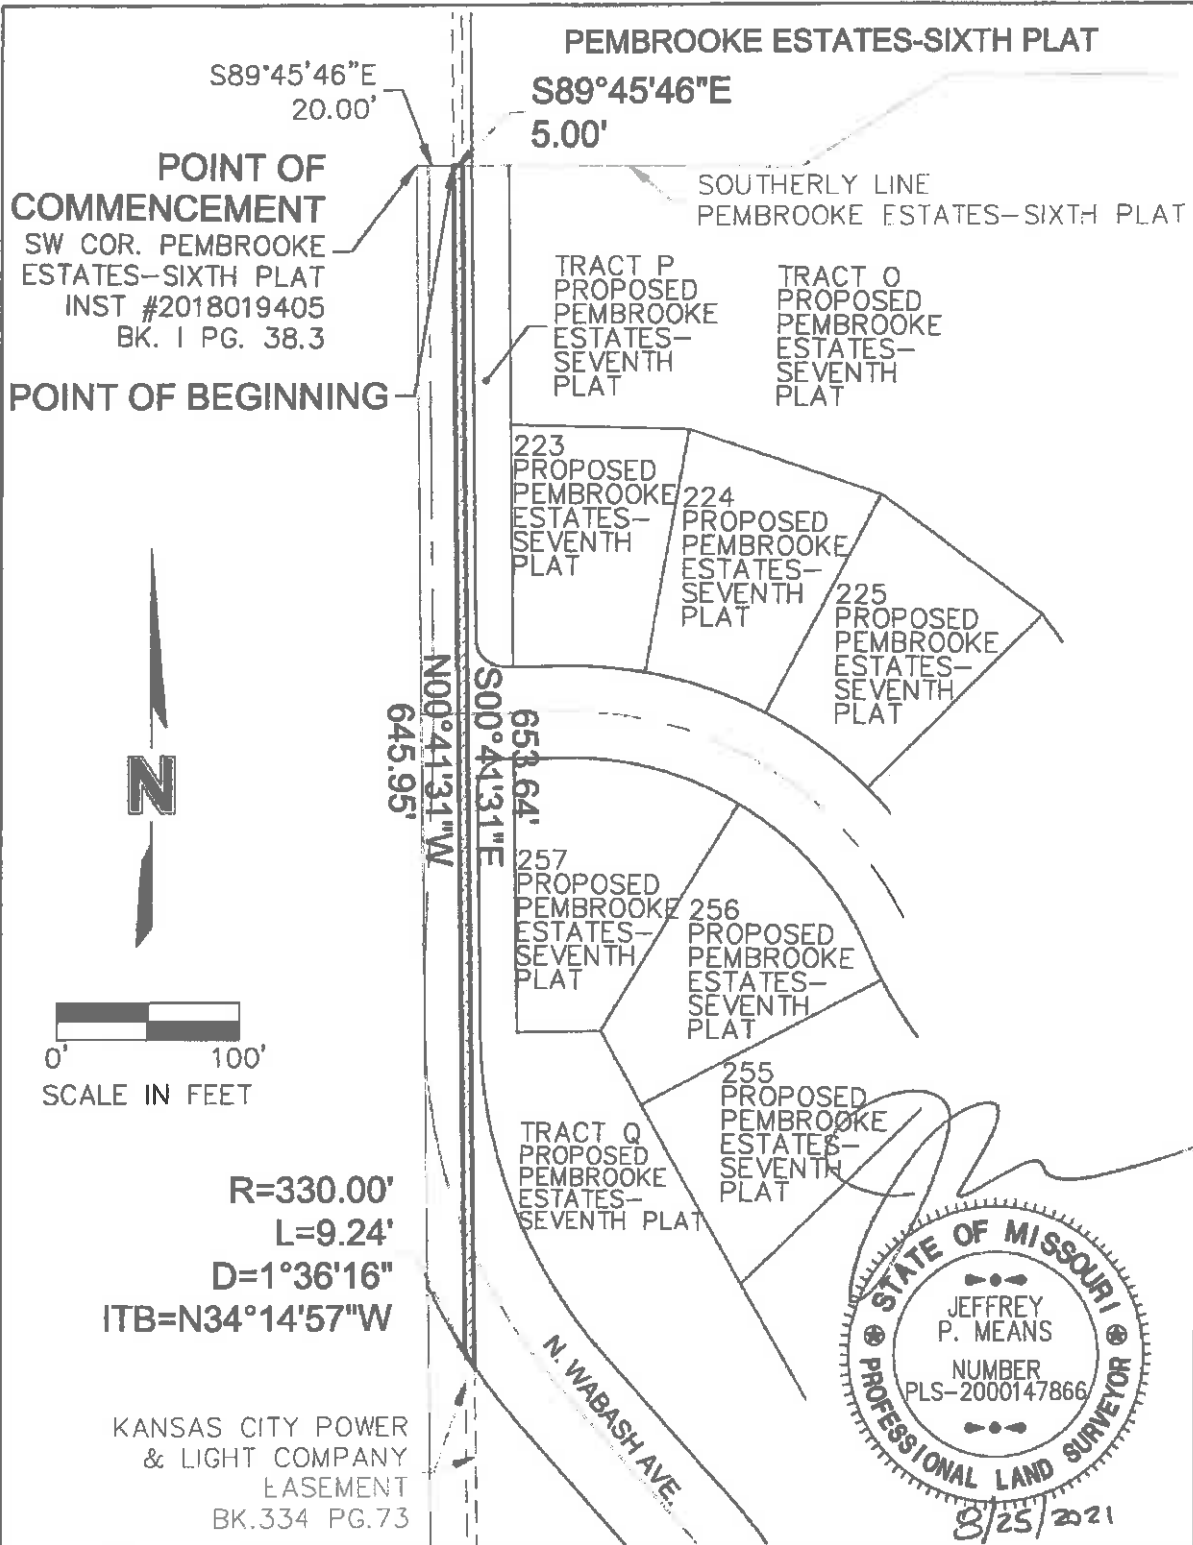 PEMBROOKE ESTATES-SIXTH PLAT
S89°45'46"E
20.00'
S89°45'46"E
5.00'
POINT OF
COMMENCEMENT
SW COR. PEMBROOKE
ESTATES-SIXTH PLAT
INST #2018019405
BK. I PG. 38.3
POINT OF BEGINNING
SOUTHERLY LINE
PEMBROOKE ESTATES-SIXTH PLAT
TRACT P
PROPOSED
PEMBROOKE
ESTATES-
SEVENTH
PLAT
TRACT O
PROPOSED
PEMBROOKE
ESTATES-
SEVENTH
PLAT
223
PROPOSED
PEMBROOKE
ESTATES-
SEVENTH
PLAT
224
PROPOSED
PEMBROOKE
ESTATES-
SEVENTH
PLAT
225
PROPOSED
PEMBROOKE
ESTATES-
SEVENTH
PLAT
N
N00°41'31"W
645.95'
653.64'
S00°41'31"E
257
PROPOSED
PEMBROOKE
ESTATES-
SEVENTH
PLAT
256
PROPOSED
PEMBROOKE
ESTATES-
SEVENTH
PLAT
255
PROPOSED
PEMBROOKE
ESTATES-
SEVENTH
PLAT
0' 100'
SCALE IN FEET
TRACT Q
PROPOSED
PEMBROOKE
ESTATES-
SEVENTH PLAT
R=330.00'
L=9.24'
D=1°36'16"
ITB=N34°14'57"W
N. WABASH AVE.
KANSAS CITY POWER
& LIGHT COMPANY
EASEMENT
BK.334 PG.73
STATE OF MISSOURI
JEFFREY
P. MEANS
NUMBER
PLS-2000147866
PROFESSIONAL LAND SURVEYOR
8/25/2021